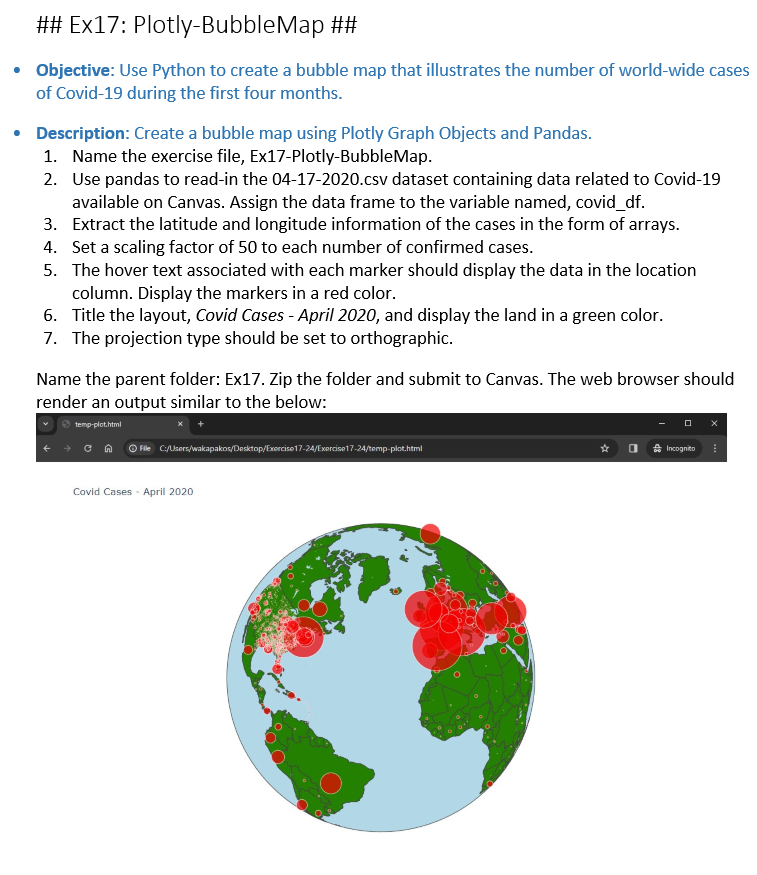 ## Ex17: Plotly-BubbleMap ##
• Objective: Use Python to create a bubble map that illustrates the number of world-wide cases
of Covid-19 during the first four months.
• Description: Create a bubble map using Plotly Graph Objects and Pandas.
1. Name the exercise file, Ex17-Plotly-BubbleMap.
2. Use pandas to read-in the 04-17-2020.csv dataset containing data related to Covid-19
available on Canvas. Assign the data frame to the variable named, covid_df.
3. Extract the latitude and longitude information of the cases in the form of arrays.
4. Set a scaling factor of 50 to each number of confirmed cases.
5. The hover text associated with each marker should display the data in the location
column. Display the markers in a red color.
6. Title the layout, Covid Cases - April 2020, and display the land in a green color.
7. The projection type should be set to orthographic.
Name the parent folder: Ex17. Zip the folder and submit to Canvas. The web browser should
render an output similar to the below:
temp-plot.html
File C:/Users/wakapakos/Desktop/Exercise17-24/Exercise17-24/temp-plot.html Incognito
Covid Cases - April 2020